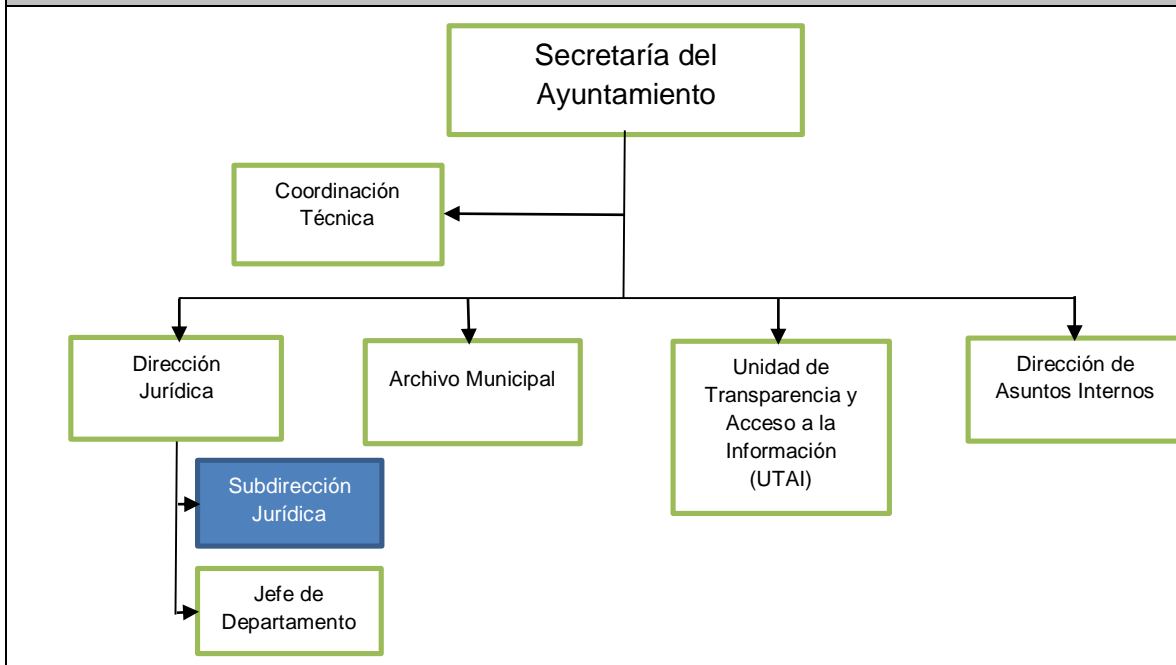 Secretaría del
Ayuntamiento
Coordinación
Técnica
Dirección
Jurídica
Archivo Municipal
Unidad de
Transparencia y
Acceso a la
Información
(UTAI)
Dirección de
Asuntos Internos
Subdirección
Jurídica
Jefe de
Departamento